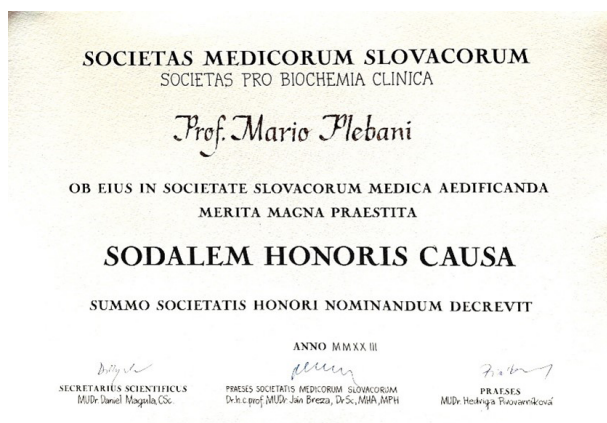 SOCIETAS MEDICORUM SLOVACORUM
SOCIETAS PRO BIOCHEMIA CLINICA
Prof. Mario Plebani
OB EIUS IN SOCIETATE SLOVACORUM MEDICA AEDIFICANDA
MERITA MAGNA PRAESTITA
SODALEM HONORIS CAUSA
SUMMO SOCIETATIS HONORI NOMINANDUM DECREVIT
ANNO MMXXIII
SECRETARIUS SCIENTIFICUS
MUDr. Daniel Magula, CSc.
PRAESES SOCIETATIS MEDICORUM SLOVACORUM
Dr.h.c. prof. MUDr. Ján Breza, DrSc., MHA, MPH
PRAESES
MUDr. Hedviga Pivovarníková